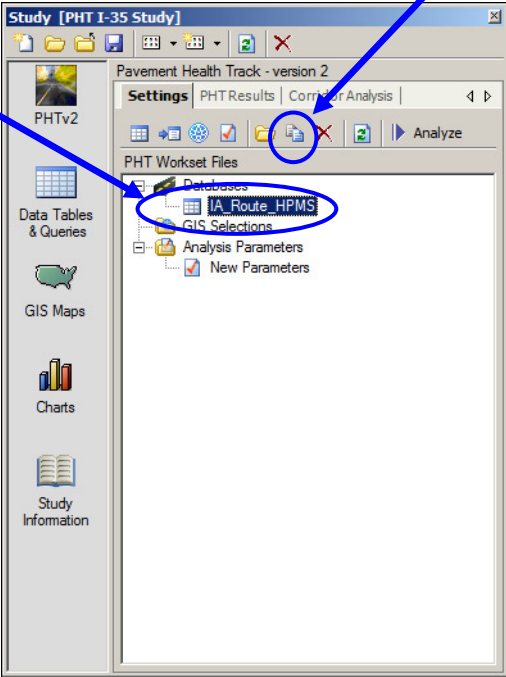 Study [PHT I-35 Study]
Pavement Health Track - version 2
Settings PHT Results Corridor Analysis
Analyze
PHT Workset Files
Databases
IA_Route_HPMS
GIS Selections
Analysis Parameters
New Parameters
PHTv2
Data Tables
& Queries
GIS Maps
Charts
Study
Information